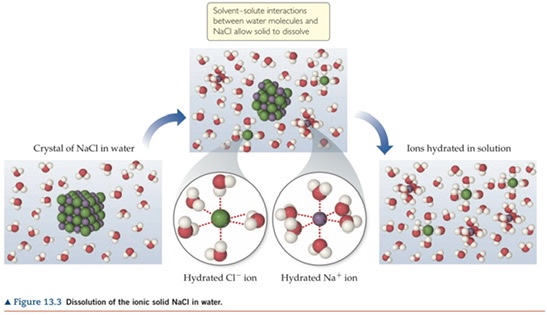 Solvent–solute interactions
between water molecules and
NaCl allow solid to dissolve
Crystal of NaCl in water
Ions hydrated in solution
Hydrated Cl⁻ ion
Hydrated Na⁺ ion
▲ Figure 13.3 Dissolution of the ionic solid NaCl in water.